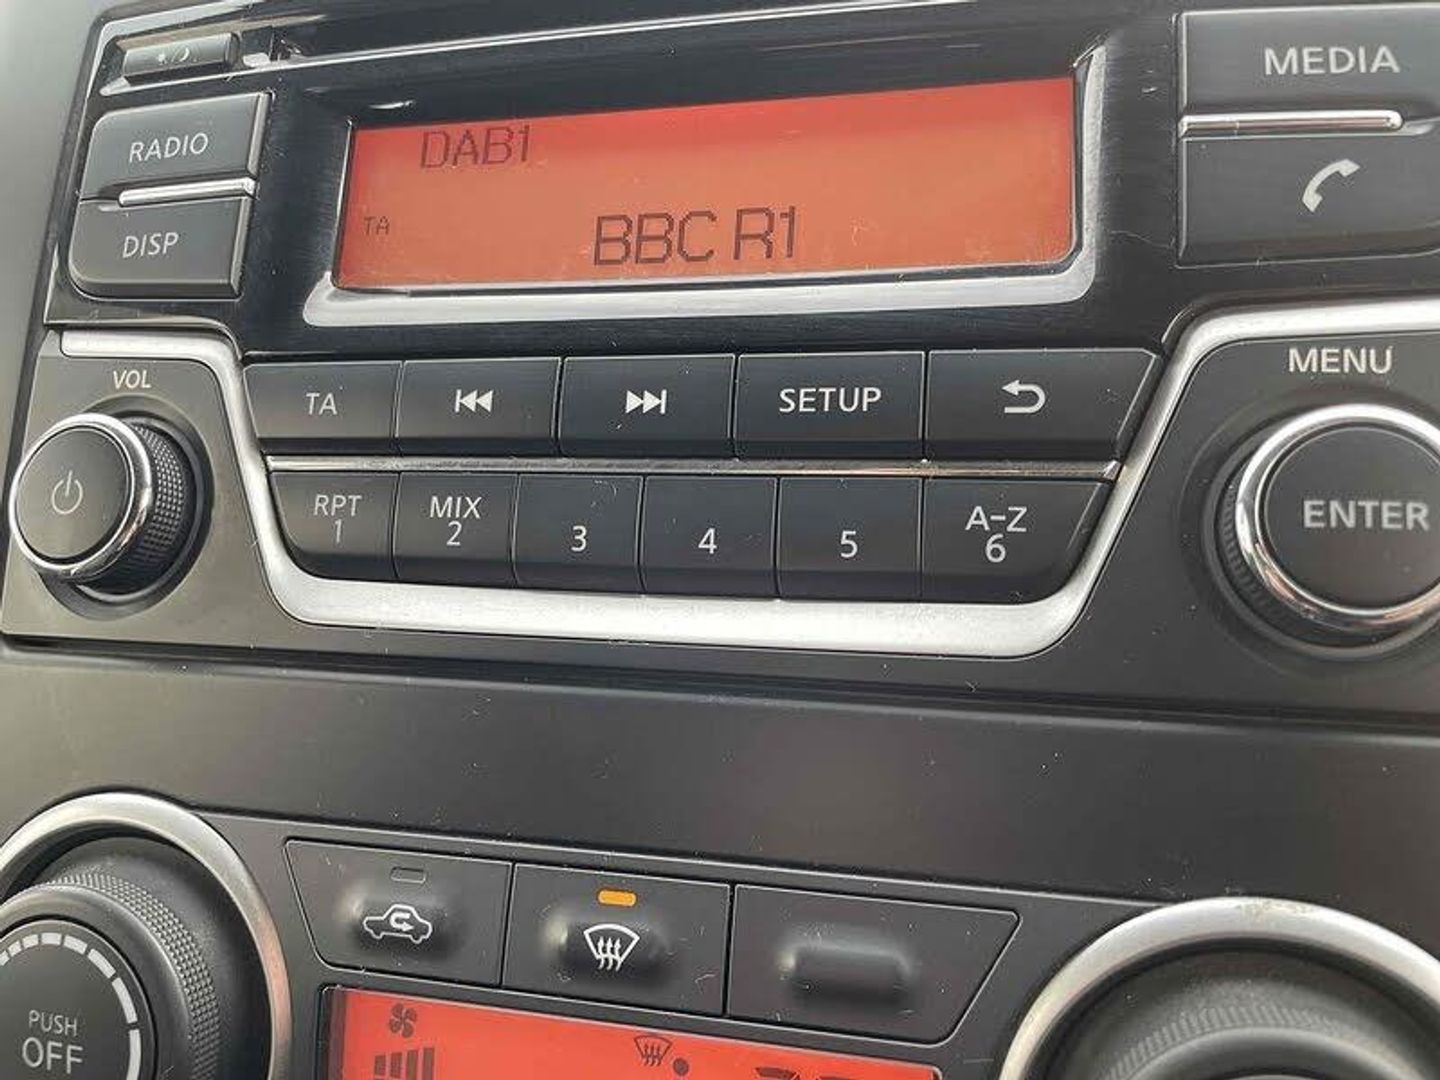 MEDIA
RADIO
DAB1
DISP
TA
BBC R1
VOL
MENU
TA
SETUP
RPT
1
MIX
2
3
4
5
A-Z
6
ENTER
PUSH
OFF